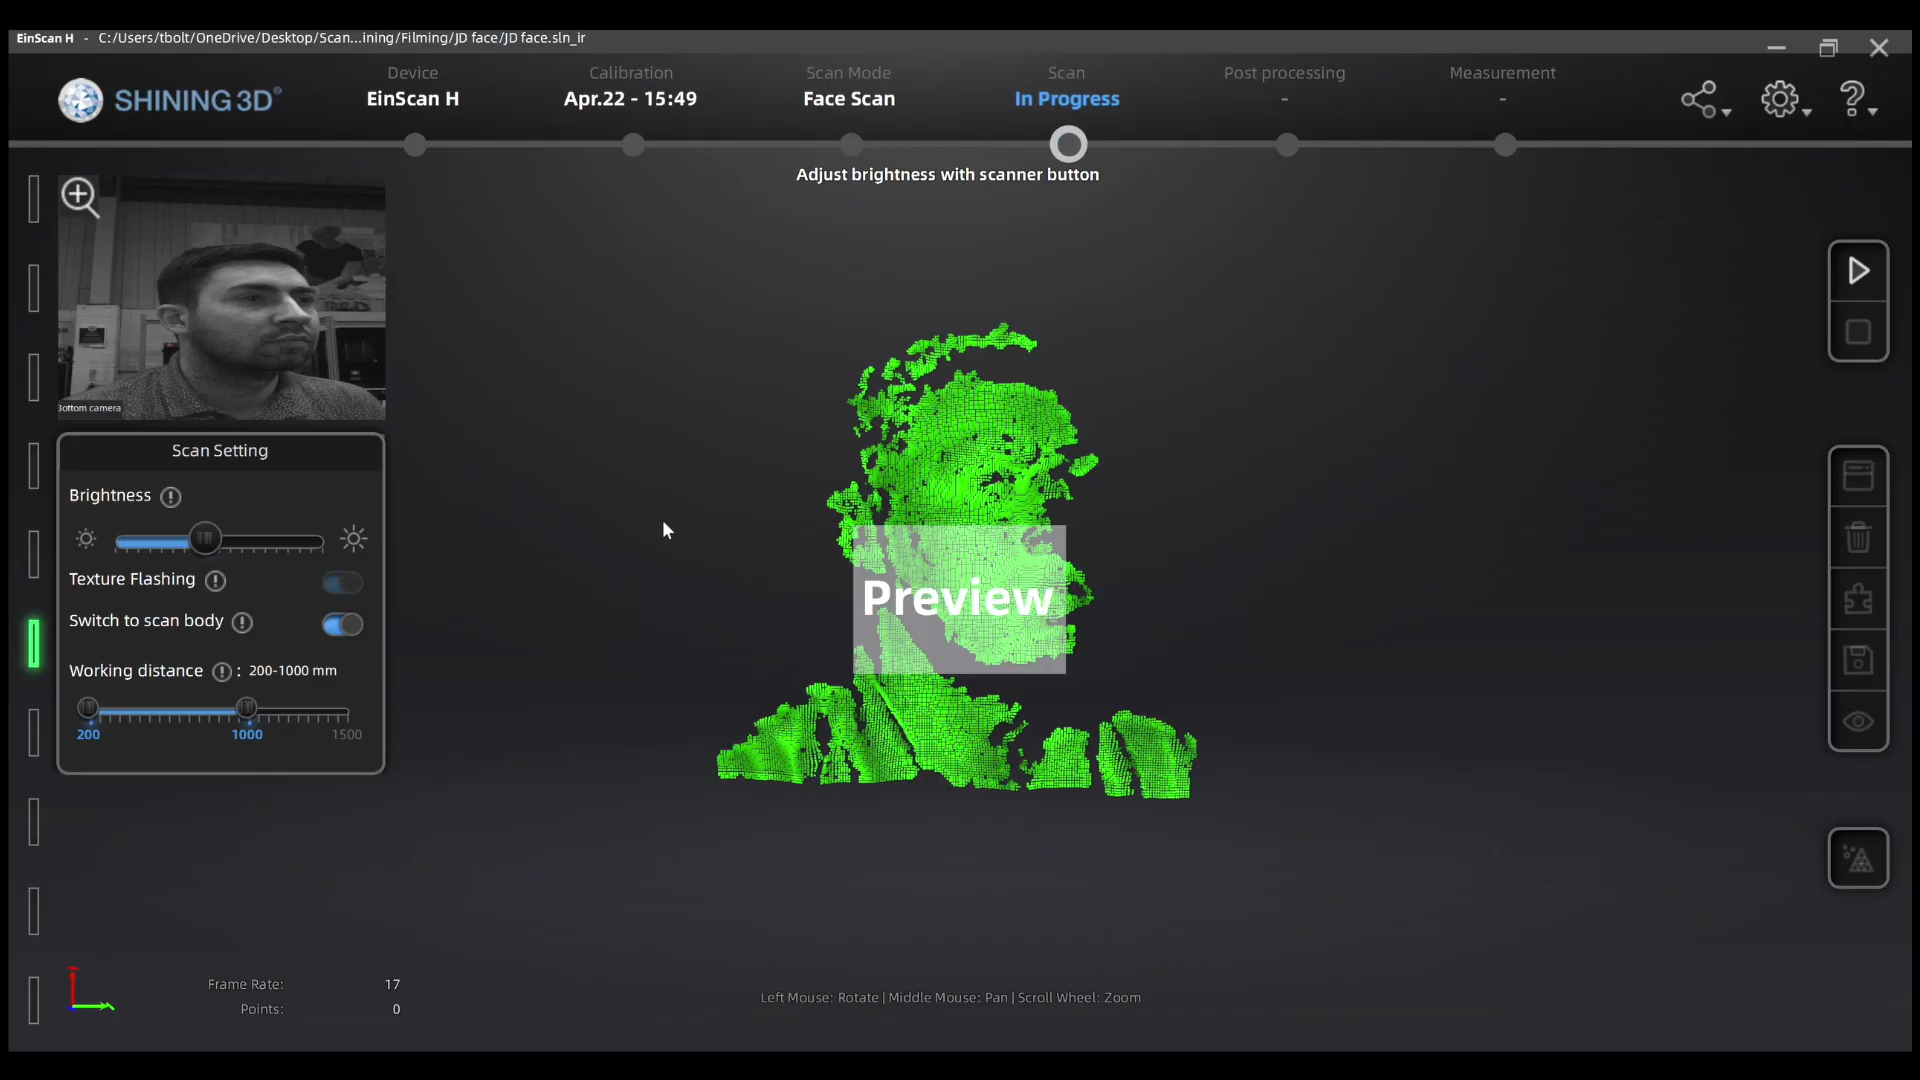 EinScan H - C:/Users/tbolt/OneDrive/Desktop/Scan...ining/Filming/JD face/JD face.sln_ir
SHINING 3D®
Device
EinScan H
Calibration
Apr.22 - 15:49
Scan Mode
Face Scan
Scan
In Progress
Post processing
-
Measurement
-
Adjust brightness with scanner button
Bottom camera
Scan Setting
Brightness
Texture Flashing
Switch to scan body
Working distance : 200-1000 mm
200 1000 1500
Preview
Frame Rate: 17
Points: 0
Left Mouse: Rotate | Middle Mouse: Pan | Scroll Wheel: Zoom